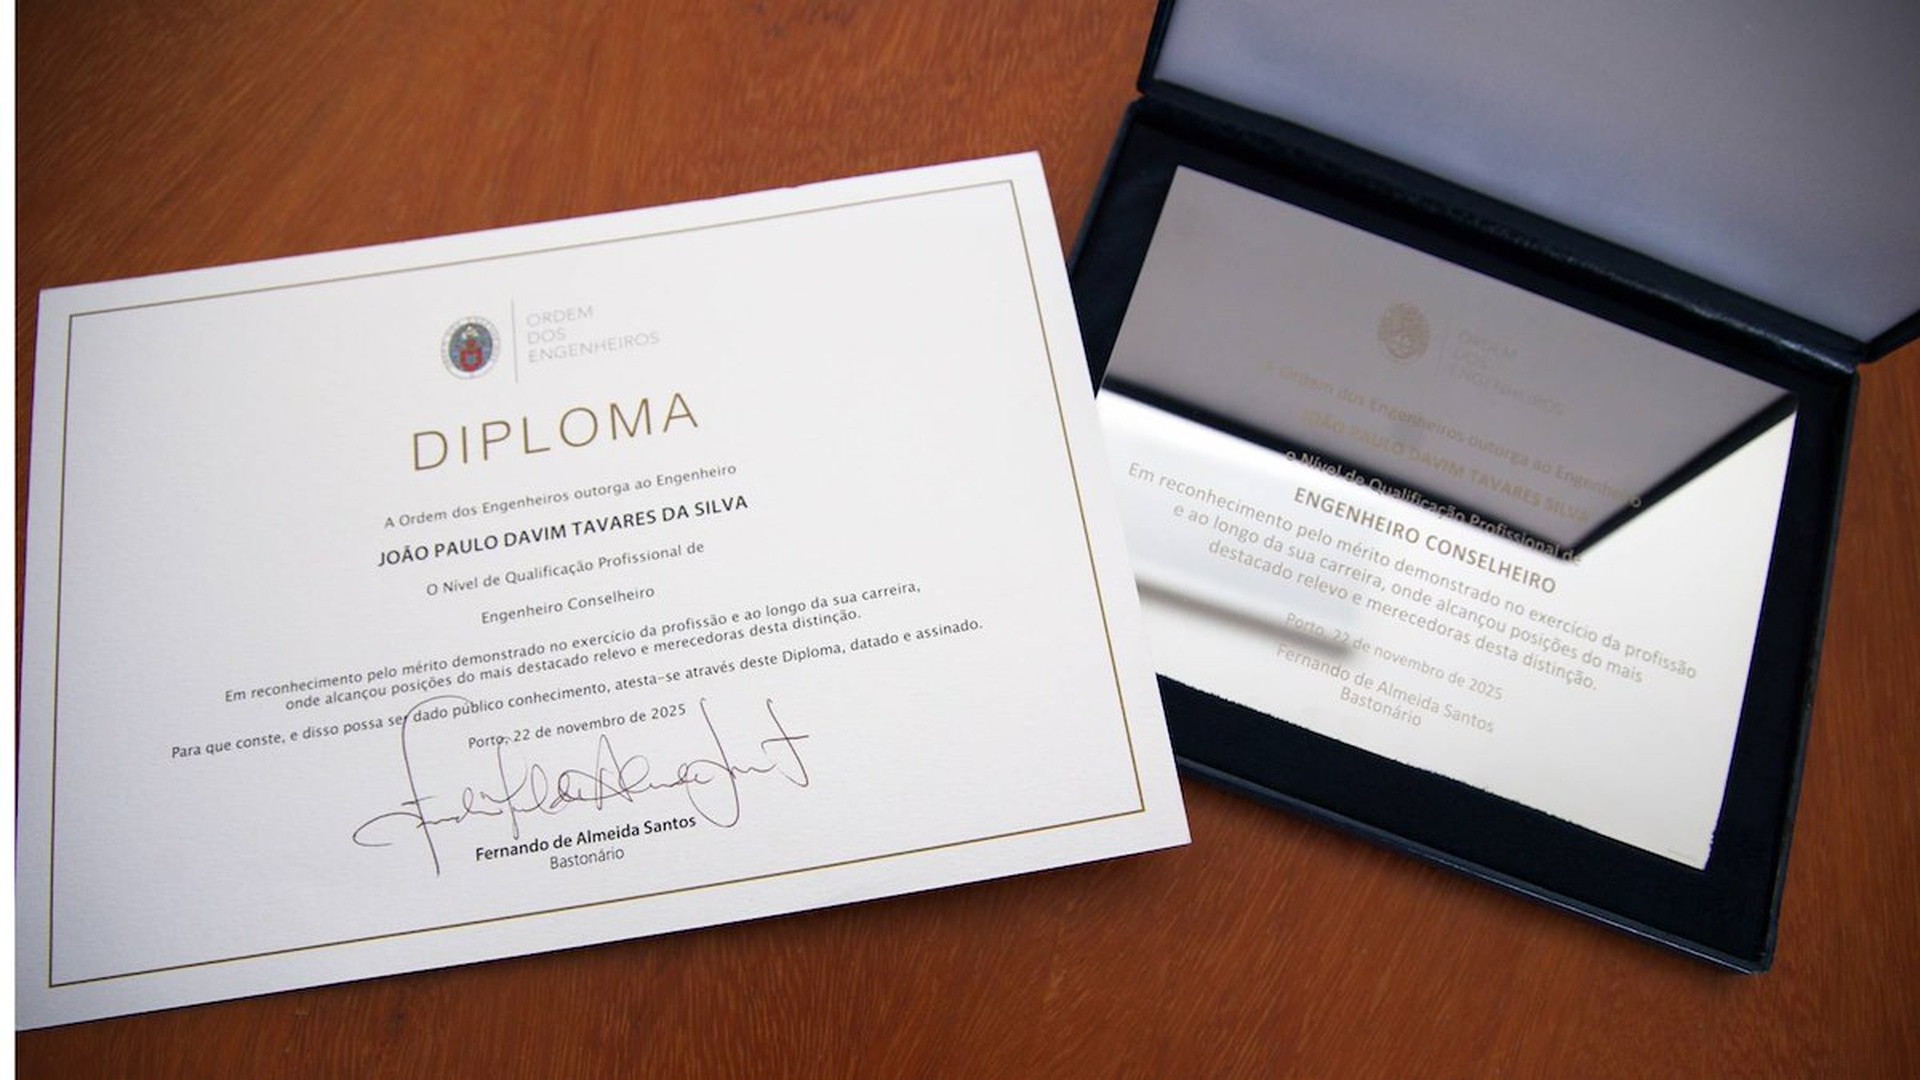 ORDEM
DOS
ENGENHEIROS
DIPLOMA
A Ordem dos Engenheiros outorga ao Engenheiro
JOÃO PAULO DAVIM TAVARES DA SILVA
O Nível de Qualificação Profissional de
Engenheiro Conselheiro
Em reconhecimento pelo mérito demonstrado no exercício da profissão e ao longo da sua carreira,
onde alcançou posições do mais destacado relevo e merecedoras desta distinção.
Para que conste, e disso possa ser dado público conhecimento, atesta-se através deste Diploma, datado e assinado.
Porto, 22 de novembro de 2025
Fernando de Almeida Santos
Bastonário
ORDEM
DOS
ENGENHEIROS
A Ordem dos Engenheiros outorga ao Engenheiro
JOÃO PAULO DAVIM TAVARES SILVA
o Nível de Qualificação Profissional de
ENGENHEIRO CONSELHEIRO
Em reconhecimento pelo mérito demonstrado no exercício da profissão
e ao longo da sua carreira, onde alcançou posições do mais
destacado relevo e merecedoras desta distinção.
Porto, 22 de novembro de 2025
Fernando de Almeida Santos
Bastonário